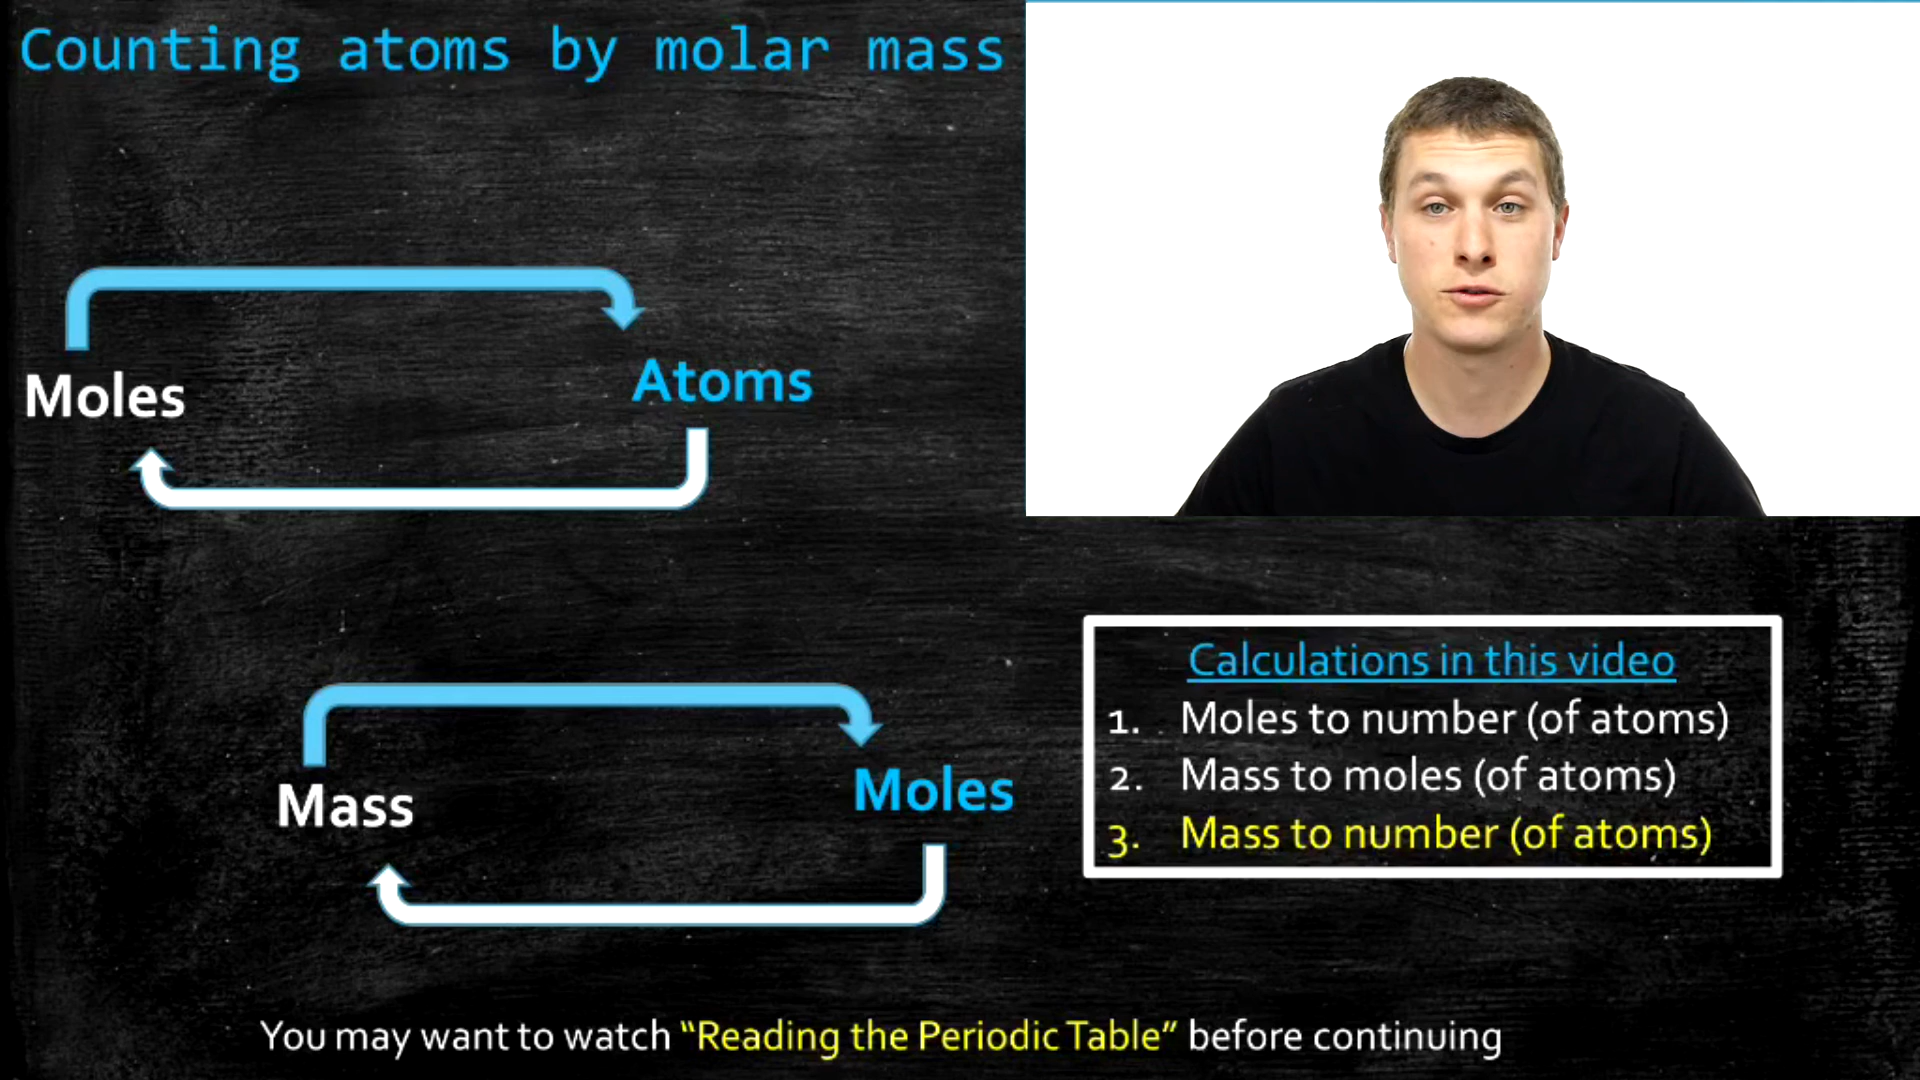 Counting atoms by molar mass
Moles
Atoms
Mass
Moles
Calculations in this video
1. Moles to number (of atoms)
2. Mass to moles (of atoms)
3. Mass to number (of atoms)
You may want to watch “Reading the Periodic Table” before continuing